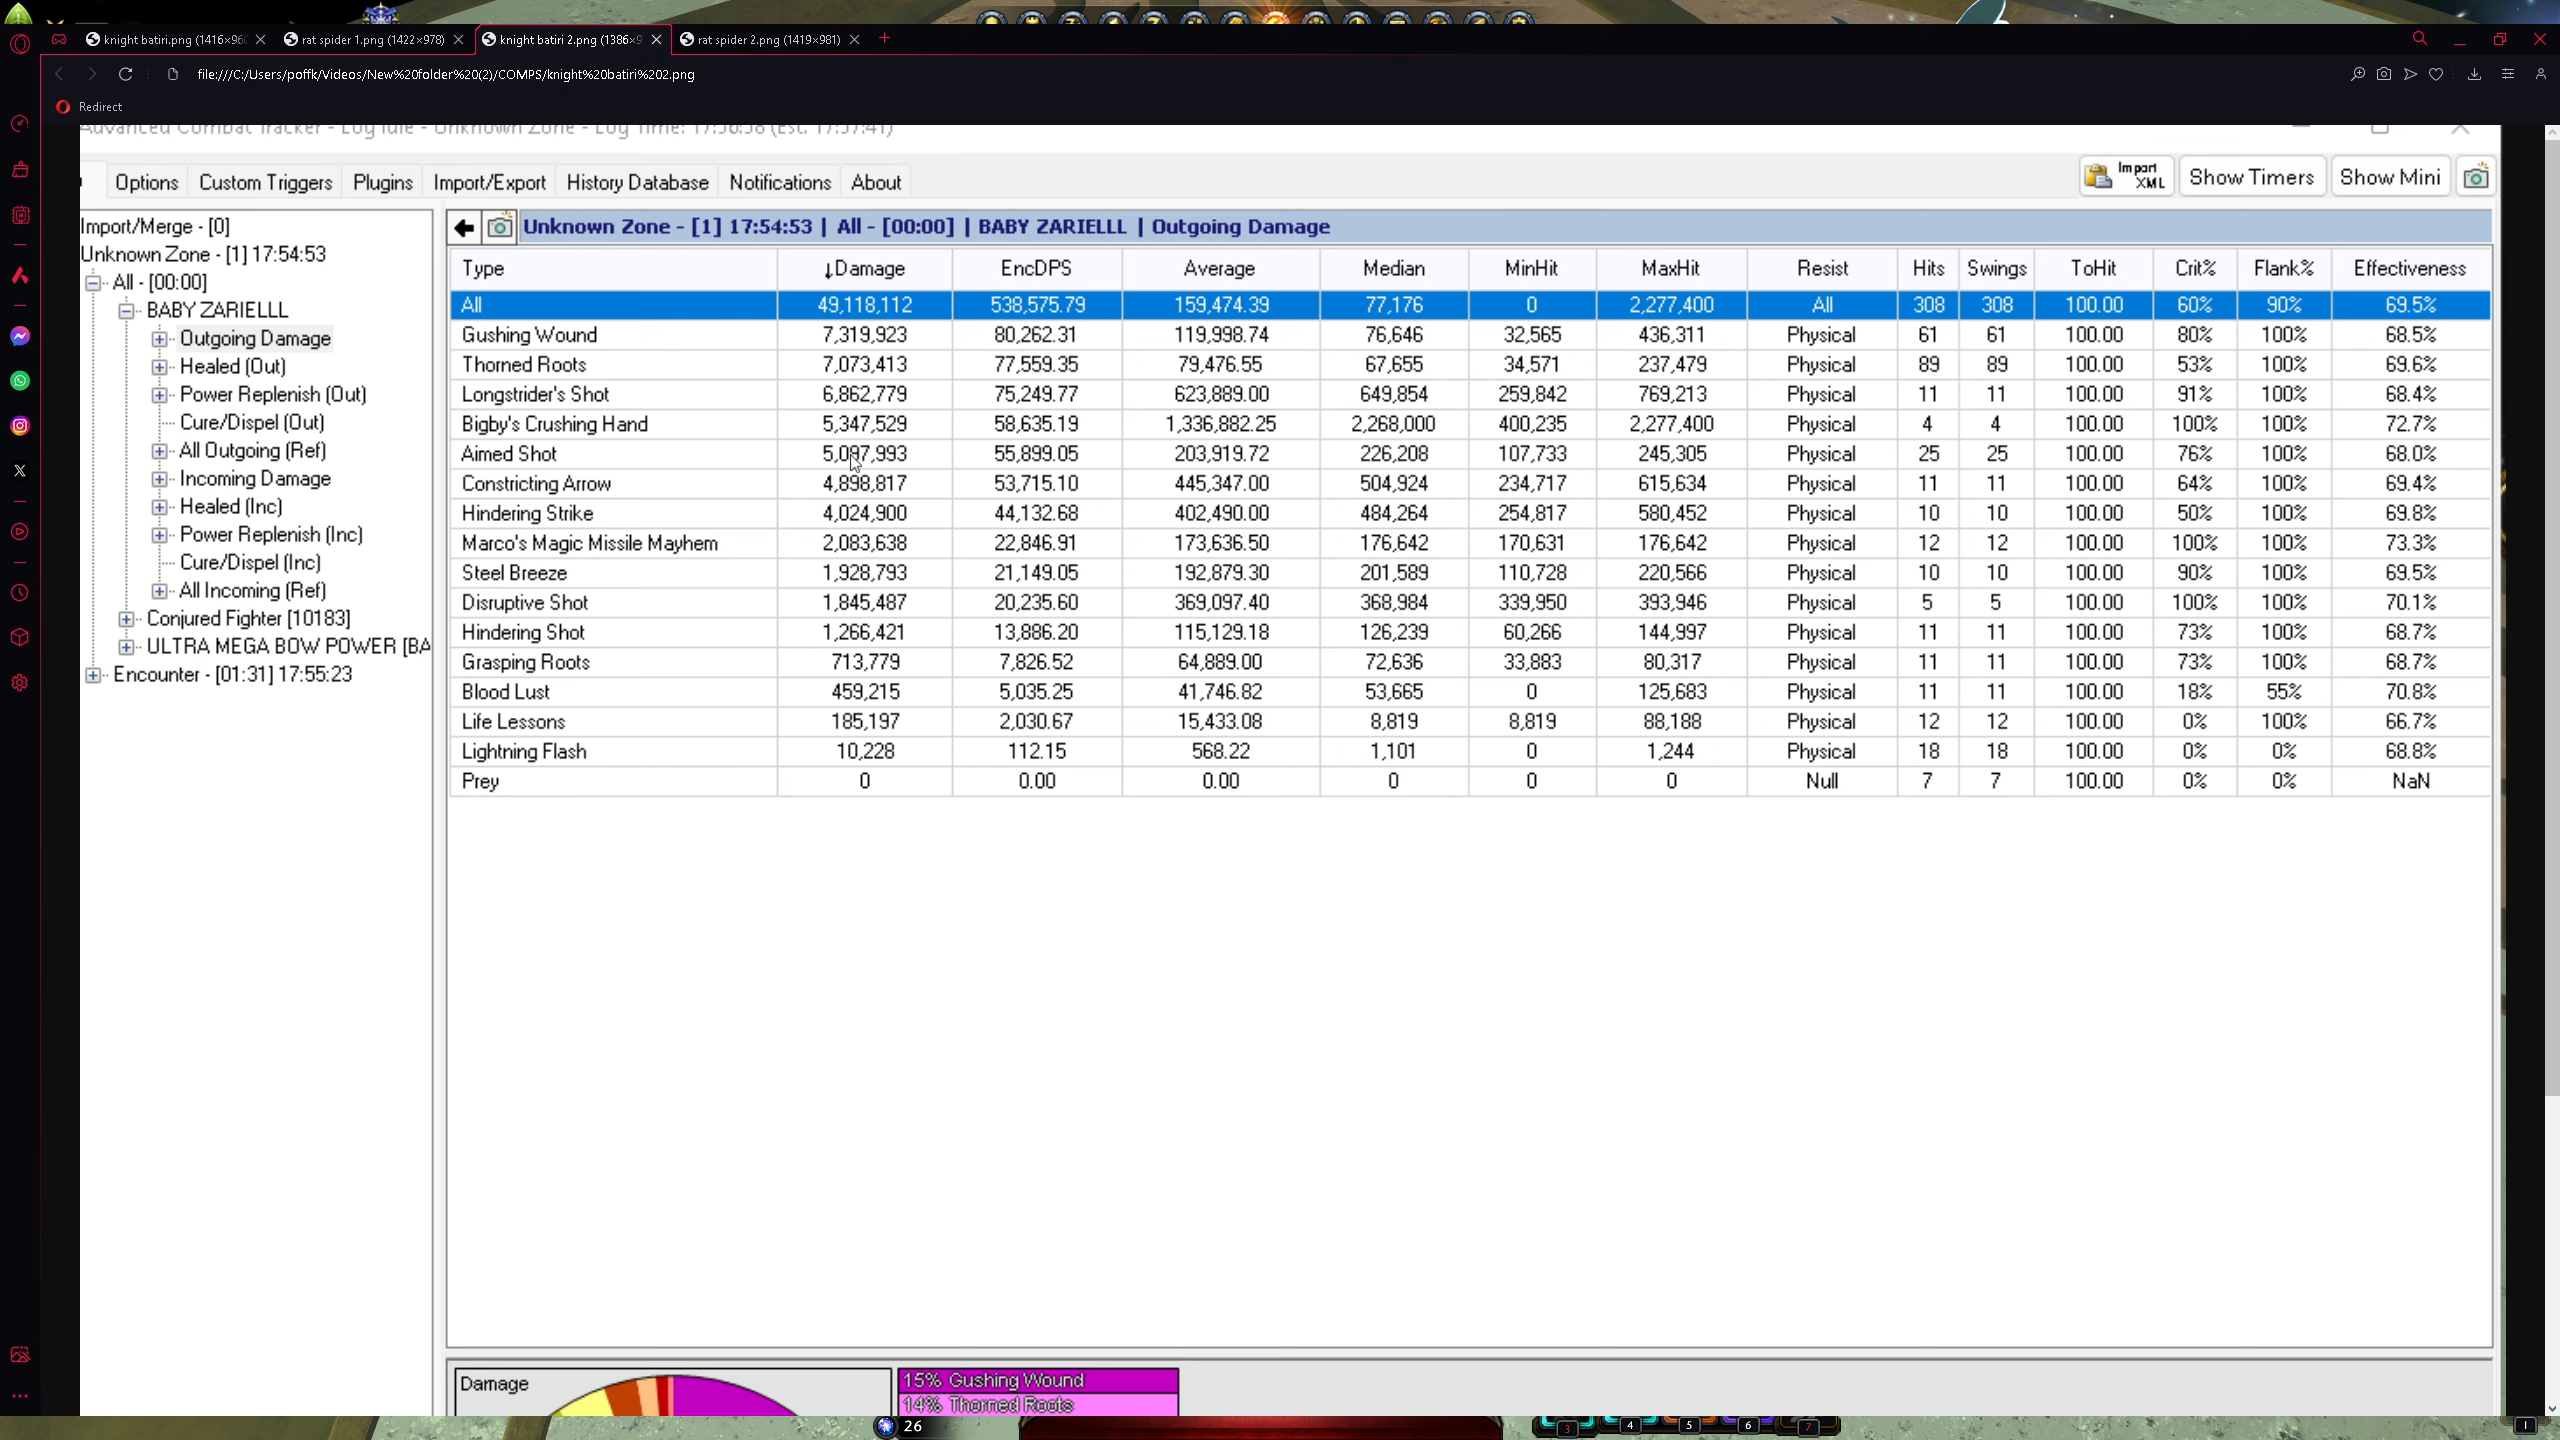 knight batiri.png (1416×96
rat spider 1.png (1422×978)
knight batiri 2.png (1386×9
rat spider 2.png (1419×981)
file:///C:/Users/poffk/Videos/New%20folder%20(2)/COMPS/knight%20batiri%202.png
Redirect
Advanced Combat Tracker - Log Idle - Unknown Zone - Log Time: 17:56:58 (Est. 17:57:41)
Options Custom Triggers Plugins Import/Export History Database Notifications About
Import XML Show Timers Show Mini
Import/Merge - [0]
Unknown Zone - [1] 17:54:53
All - [00:00]
BABY ZARIELLL
Outgoing Damage
Healed (Out)
Power Replenish (Out)
Cure/Dispel (Out)
All Outgoing (Ref)
Incoming Damage
Healed (Inc)
Power Replenish (Inc)
Cure/Dispel (Inc)
All Incoming (Ref)
Conjured Fighter [10183]
ULTRA MEGA BOW POWER [BA
Encounter - [01:31] 17:55:23
Unknown Zone - [1] 17:54:53 | All - [00:00] | BABY ZARIELLL | Outgoing Damage
Type ↓Damage EncDPS Average Median MinHit MaxHit Resist Hits Swings ToHit Crit% Flank% Effectiveness
All 49,118,112 538,575.79 159,474.39 77,176 0 2,277,400 All 308 308 100.00 60% 90% 69.5%
Gushing Wound 7,319,923 80,262.31 119,998.74 76,646 32,565 436,311 Physical 61 61 100.00 80% 100% 68.5%
Thorned Roots 7,073,413 77,559.35 79,476.55 67,655 34,571 237,479 Physical 89 89 100.00 53% 100% 69.6%
Longstrider's Shot 6,862,779 75,249.77 623,889.00 649,854 259,842 769,213 Physical 11 11 100.00 91% 100% 68.4%
Bigby's Crushing Hand 5,347,529 58,635.19 1,336,882.25 2,268,000 400,235 2,277,400 Physical 4 4 100.00 100% 100% 72.7%
Aimed Shot 5,097,993 55,899.05 203,919.72 226,208 107,733 245,305 Physical 25 25 100.00 76% 100% 68.0%
Constricting Arrow 4,898,817 53,715.10 445,347.00 504,924 234,717 615,634 Physical 11 11 100.00 64% 100% 69.4%
Hindering Strike 4,024,900 44,132.68 402,490.00 484,264 254,817 580,452 Physical 10 10 100.00 50% 100% 69.8%
Marco's Magic Missile Mayhem 2,083,638 22,846.91 173,636.50 176,642 170,631 176,642 Physical 12 12 100.00 100% 100% 73.3%
Steel Breeze 1,928,793 21,149.05 192,879.30 201,589 110,728 220,566 Physical 10 10 100.00 90% 100% 69.5%
Disruptive Shot 1,845,487 20,235.60 369,097.40 368,984 339,950 393,946 Physical 5 5 100.00 100% 100% 70.1%
Hindering Shot 1,266,421 13,886.20 115,129.18 126,239 60,266 144,997 Physical 11 11 100.00 73% 100% 68.7%
Grasping Roots 713,779 7,826.52 64,889.00 72,636 33,883 80,317 Physical 11 11 100.00 73% 100% 68.7%
Blood Lust 459,215 5,035.25 41,746.82 53,665 0 125,683 Physical 11 11 100.00 18% 55% 70.8%
Life Lessons 185,197 2,030.67 15,433.08 8,819 8,819 88,188 Physical 12 12 100.00 0% 100% 66.7%
Lightning Flash 10,228 112.15 568.22 1,101 0 1,244 Physical 18 18 100.00 0% 0% 68.8%
Prey 0 0.00 0.00 0 0 0 Null 7 7 100.00 0% 0% NaN
Damage
15% Gushing Wound
14% Thorned Roots
26
3 4 5 6 7